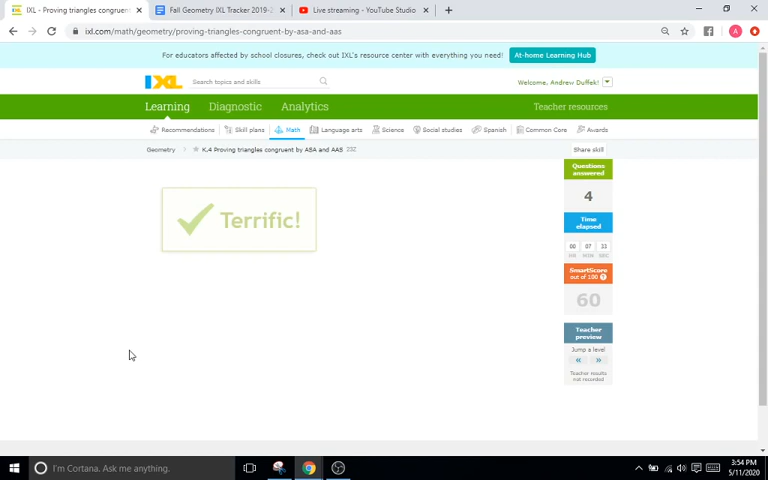 IXL - Proving triangles congruent
Fall Geometry IXL Tracker 2019-2
Live streaming - YouTube Studio
ixl.com/math/geometry/proving-triangles-congruent-by-asa-and-aas
For educators affected by school closures, check out IXL's resource center with everything you need!
At-home Learning Hub
IXL
Search topics and skills
Welcome, Andrew Duffek!
Learning
Diagnostic
Analytics
Teacher resources
Recommendations
Skill plans
Math
Language arts
Science
Social studies
Spanish
Common Core
Awards
Geometry
K.4 Proving triangles congruent by ASA and AAS
Share skill
Questions
answered
4
Time
elapsed
00 07 33
HR MIN SEC
SmartScore
out of 100
60
Terrific!
Teacher
preview
Jump a level
Teacher results
not recorded
I'm Cortana. Ask me anything.
3:54 PM
5/11/2020